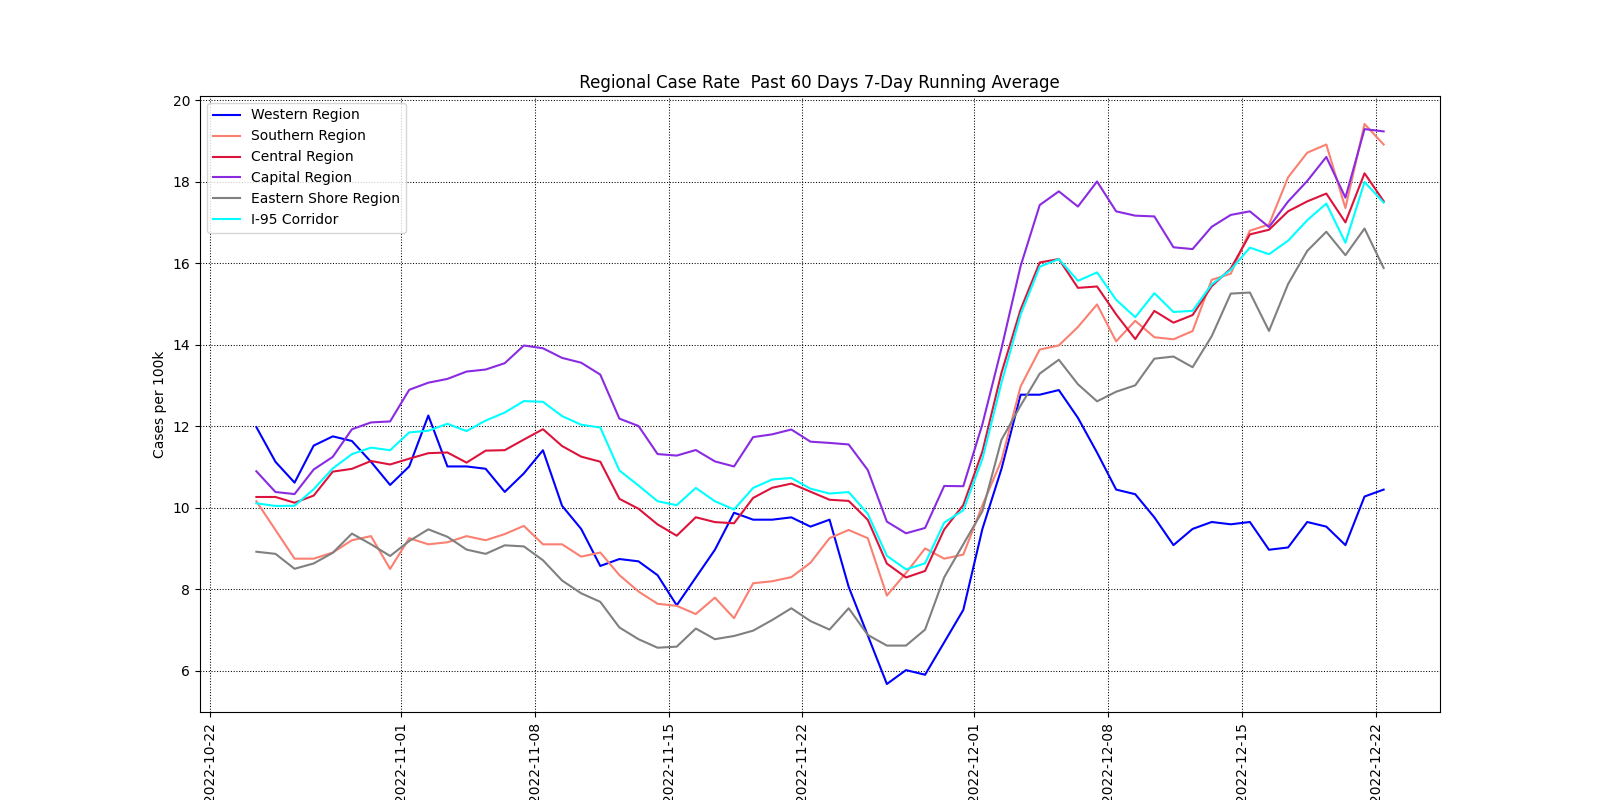 Regional Case Rate  Past 60 Days 7-Day Running Average
20
18
16
14
12
10
8
6
Cases per 100k
Western Region
Southern Region
Central Region
Capital Region
Eastern Shore Region
I-95 Corridor
2022-10-22
2022-11-01
2022-11-08
2022-11-15
2022-11-22
2022-12-01
2022-12-08
2022-12-15
2022-12-22